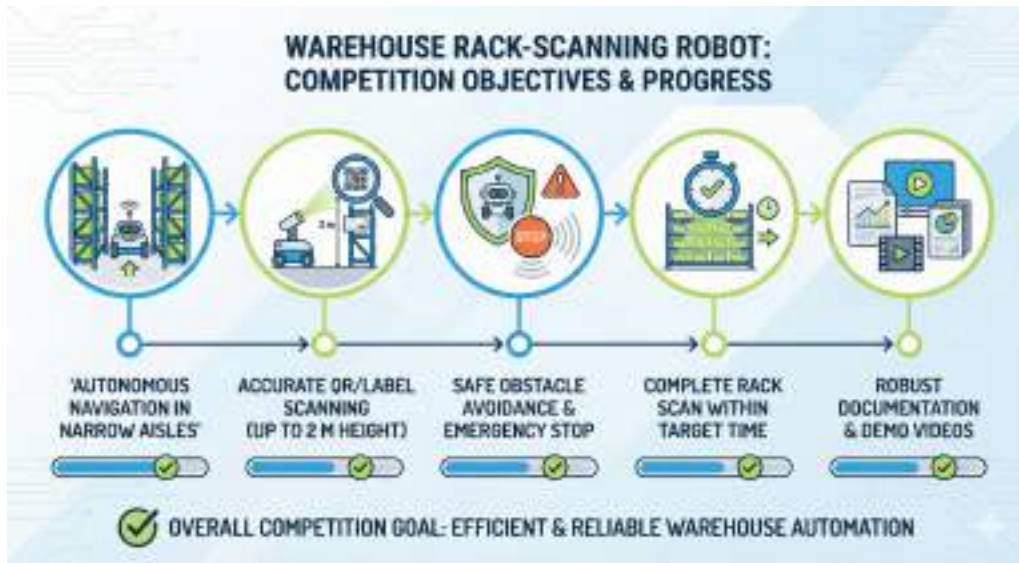 WAREHOUSE RACK-SCANNING ROBOT:
COMPETITION OBJECTIVES & PROGRESS
2 m
STOP
'AUTONOMOUS
NAVIGATION IN
NARROW AISLES'
ACCURATE QR/LABEL
SCANNING
(UP TO 2 M HEIGHT)
SAFE OBSTACLE
AVOIDANCE &
EMERGENCY STOP
COMPLETE RACK
SCAN WITHIN
TARGET TIME
ROBUST
DOCUMENTATION
& DEMO VIDEOS
OVERALL COMPETITION GOAL: EFFICIENT & RELIABLE WAREHOUSE AUTOMATION